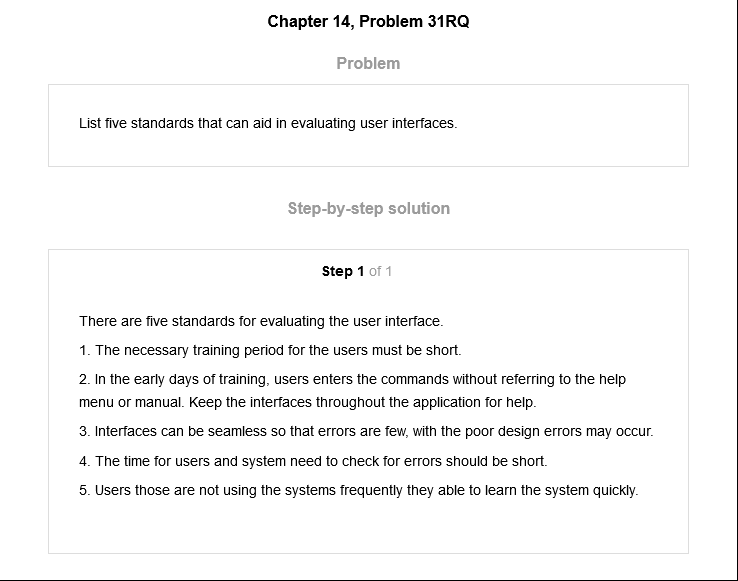 Chapter 14, Problem 31RQ
Problem
List five standards that can aid in evaluating user interfaces.
Step-by-step solution
Step 1 of 1
There are five standards for evaluating the user interface.
1. The necessary training period for the users must be short.
2. In the early days of training, users enters the commands without referring to the help
menu or manual. Keep the interfaces throughout the application for help.
3. Interfaces can be seamless so that errors are few, with the poor design errors may occur.
4. The time for users and system need to check for errors should be short.
5. Users those are not using the systems frequently they able to learn the system quickly.